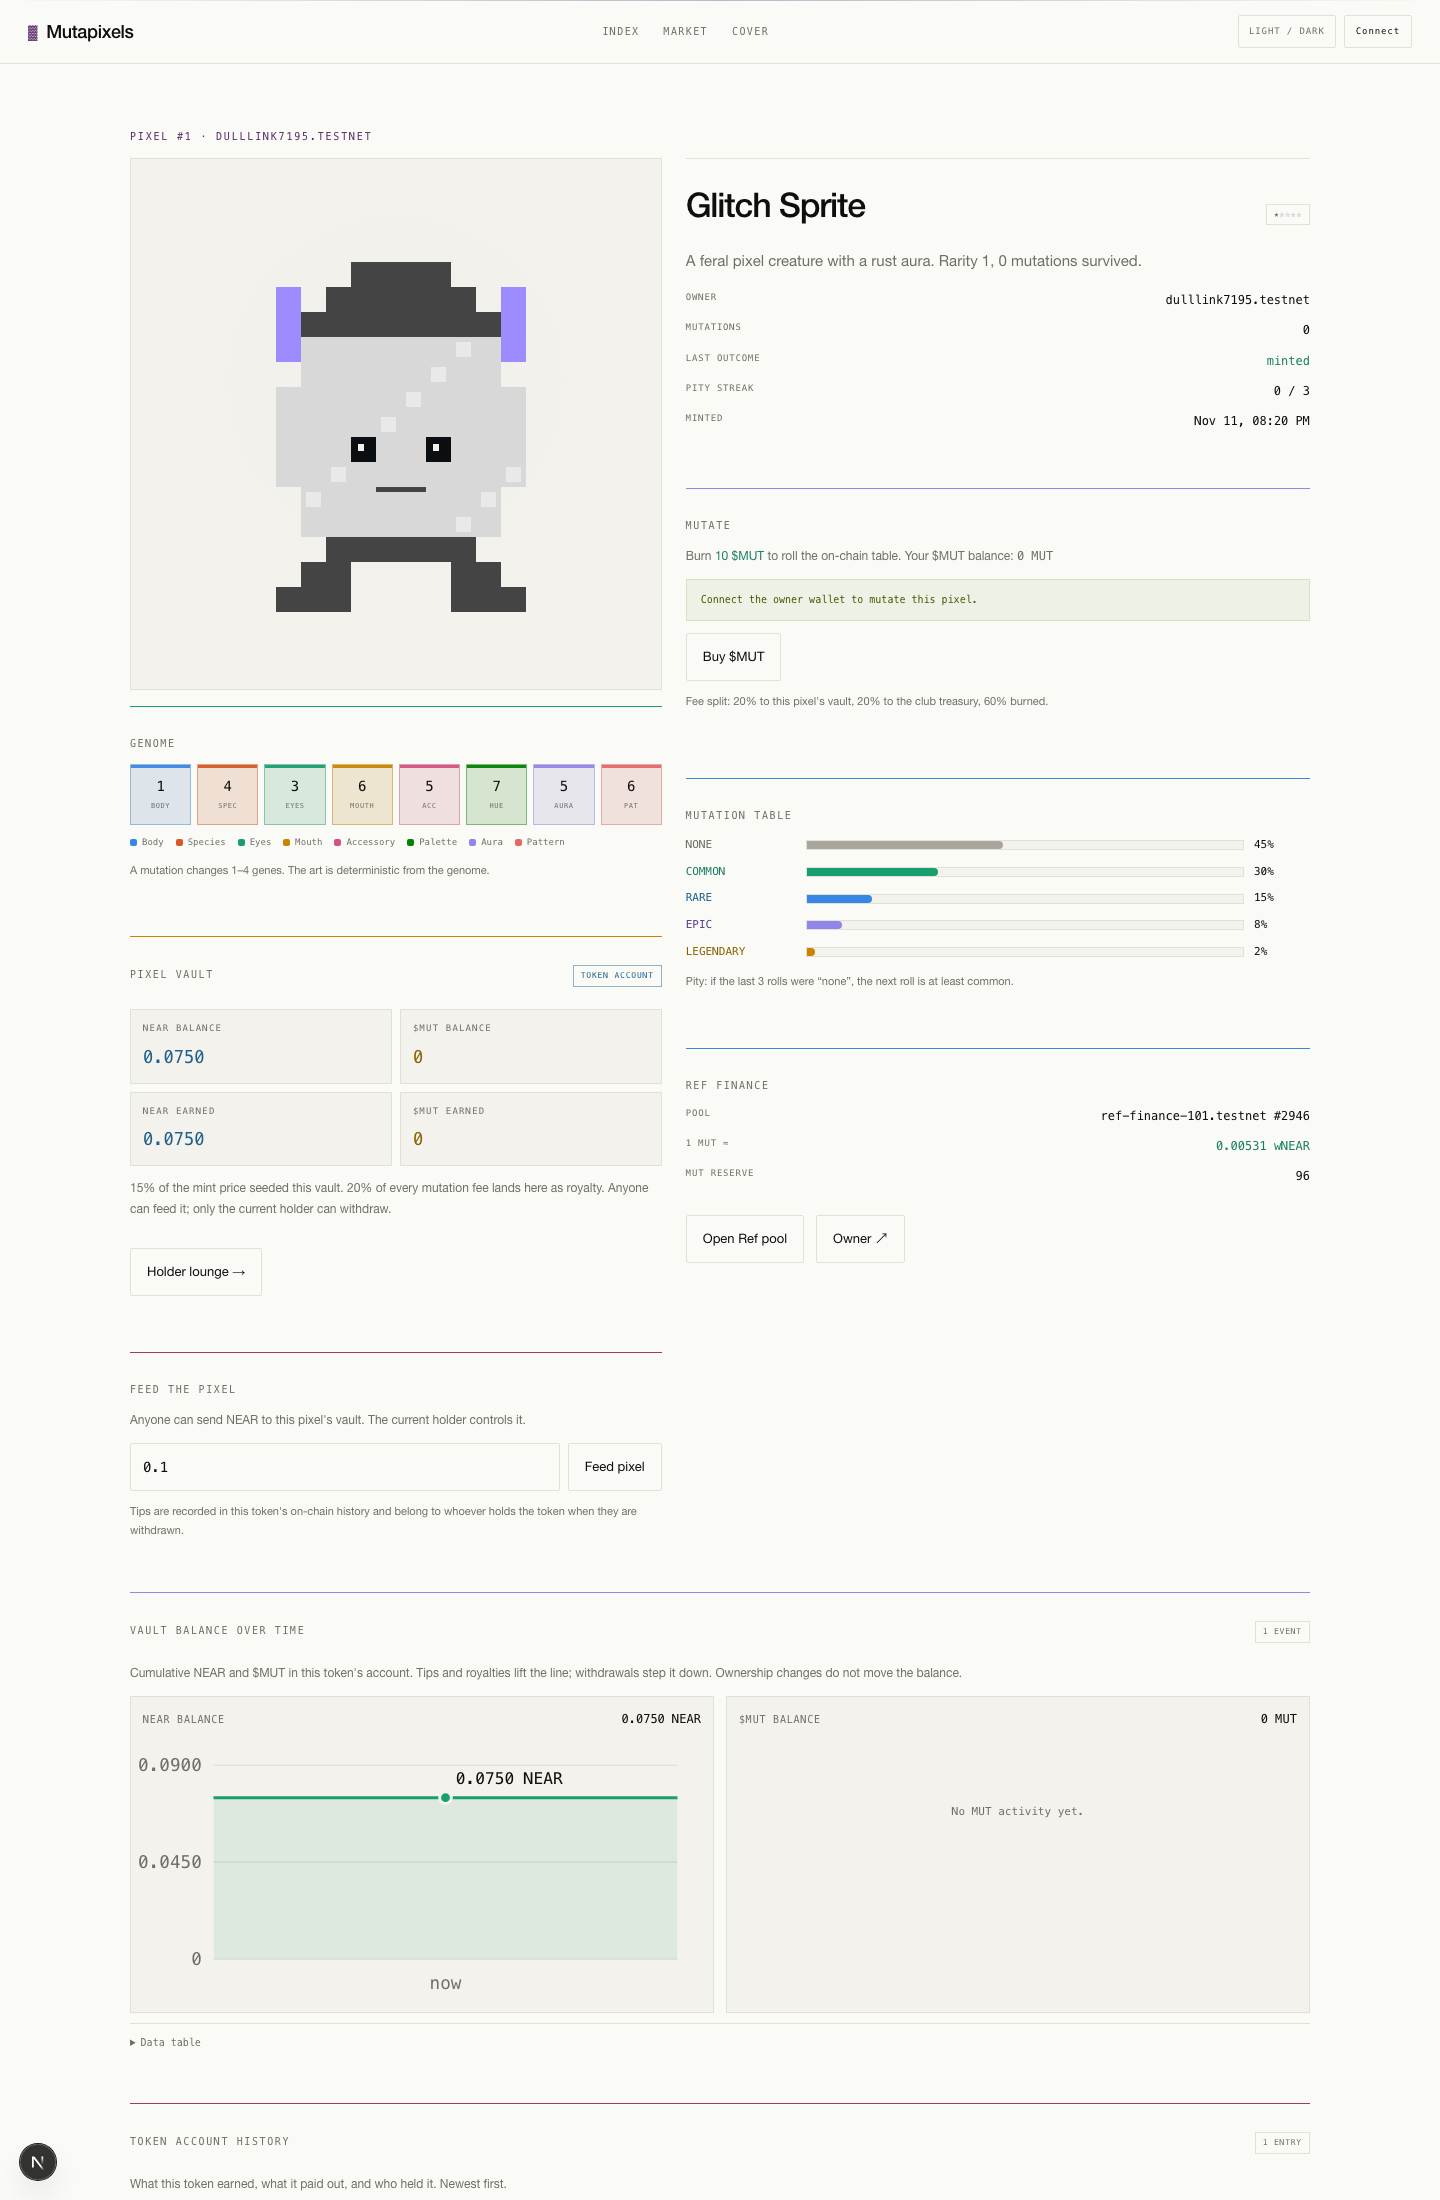 Mutapixels
INDEX MARKET COVER
LIGHT / DARK
Connect
PIXEL #1 · DULLLINK7195.TESTNET
Glitch Sprite
★☆☆☆☆
A feral pixel creature with a rust aura. Rarity 1, 0 mutations survived.
OWNER dulllink7195.testnet
MUTATIONS 0
LAST OUTCOME minted
PITY STREAK 0 / 3
MINTED Nov 11, 08:20 PM
MUTATE
Burn 10 $MUT to roll the on-chain table. Your $MUT balance: 0 MUT
Connect the owner wallet to mutate this pixel.
Buy $MUT
Fee split: 20% to this pixel's vault, 20% to the club treasury, 60% burned.
GENOME
1 4 3 6 5 7 5 6
BODY SPEC EYES MOUTH ACC HUE AURA PAT
Body Species Eyes Mouth Accessory Palette Aura Pattern
A mutation changes 1–4 genes. The art is deterministic from the genome.
MUTATION TABLE
NONE 45%
COMMON 30%
RARE 15%
EPIC 8%
LEGENDARY 2%
Pity: if the last 3 rolls were “none”, the next roll is at least common.
PIXEL VAULT
TOKEN ACCOUNT
NEAR BALANCE
0.0750
$MUT BALANCE
0
NEAR EARNED
0.0750
$MUT EARNED
0
15% of the mint price seeded this vault. 20% of every mutation fee lands here as royalty. Anyone
can feed it; only the current holder can withdraw.
Holder lounge →
REF FINANCE
POOL ref-finance-101.testnet #2946
1 MUT ≈ 0.00531 wNEAR
MUT RESERVE 96
Open Ref pool
Owner ↗
FEED THE PIXEL
Anyone can send NEAR to this pixel's vault. The current holder controls it.
0.1
Feed pixel
Tips are recorded in this token's on-chain history and belong to whoever holds the token when they are
withdrawn.
VAULT BALANCE OVER TIME
1 EVENT
Cumulative NEAR and $MUT in this token's account. Tips and royalties lift the line; withdrawals step it down. Ownership changes do not move the balance.
NEAR BALANCE 0.0750 NEAR
0.0900
0.0750 NEAR
0.0450
0
now
$MUT BALANCE 0 MUT
No MUT activity yet.
▶ Data table
TOKEN ACCOUNT HISTORY
1 ENTRY
What this token earned, what it paid out, and who held it. Newest first.
N